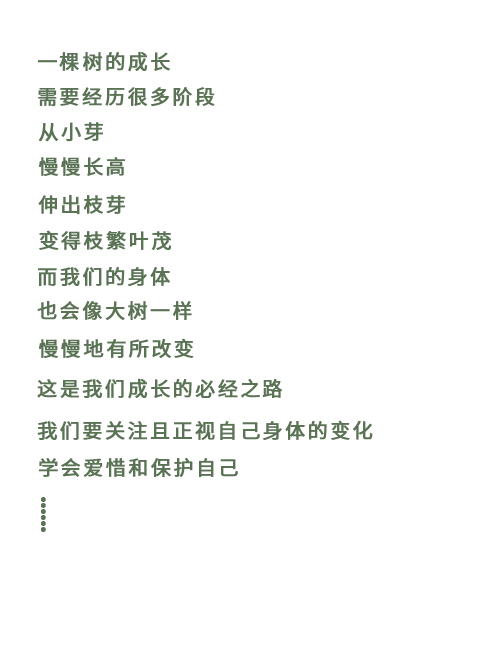 一棵树的成长
需要经历很多阶段
从小芽
慢慢长高
伸出枝芽
变得枝繁叶茂
而我们的身体
也会像大树一样
慢慢地有所改变
这是我们成长的必经之路
我们要关注且正视自己身体的变化
学会爱惜和保护自己